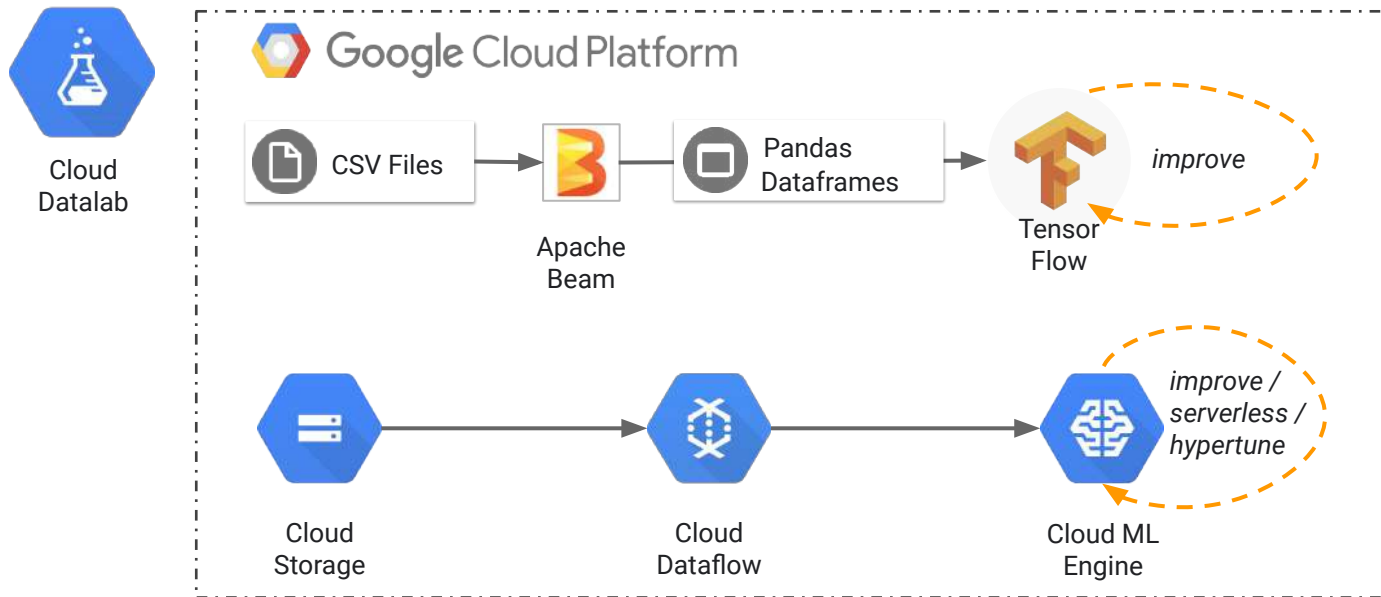 Google Cloud Platform
Cloud
Datalab
CSV Files
Apache
Beam
Pandas
Dataframes
Tensor
Flow
improve
Cloud
Storage
Cloud
Dataflow
Cloud ML
Engine
improve /
serverless /
hypertune